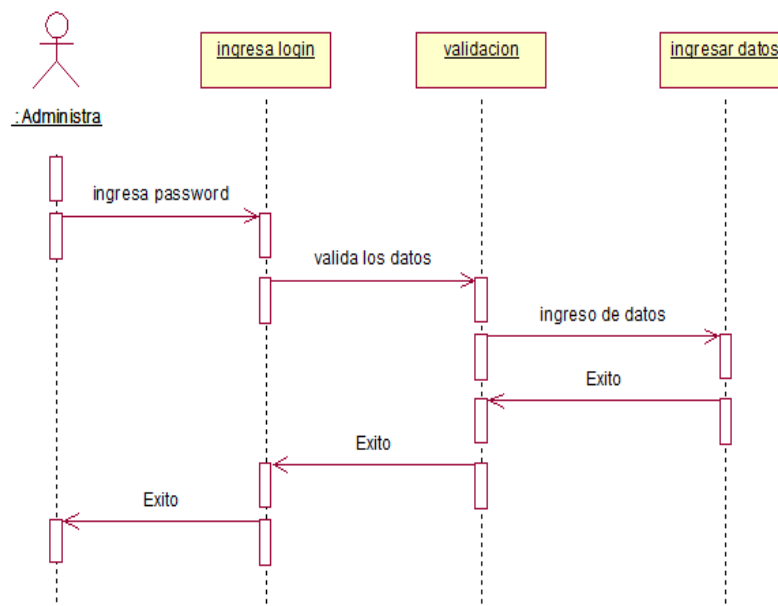 ingresa login
validacion
ingresar datos
: Administra
ingresa password
valida los datos
ingreso de datos
Exito
Exito
Exito